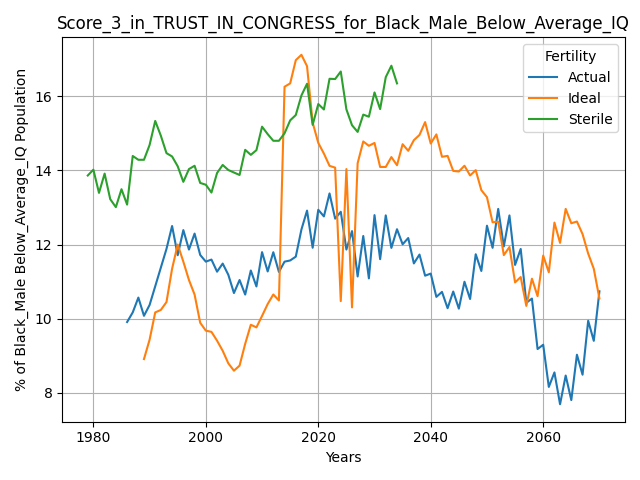 Score_3_in_TRUST_IN_CONGRESS_for_Black_Male_Below_Average_IQ
% of Black_Male Below_Average_IQ Population
16
14
12
10
8
Fertility
Actual
Ideal
Sterile
1980 2000 2020 2040 2060
Years